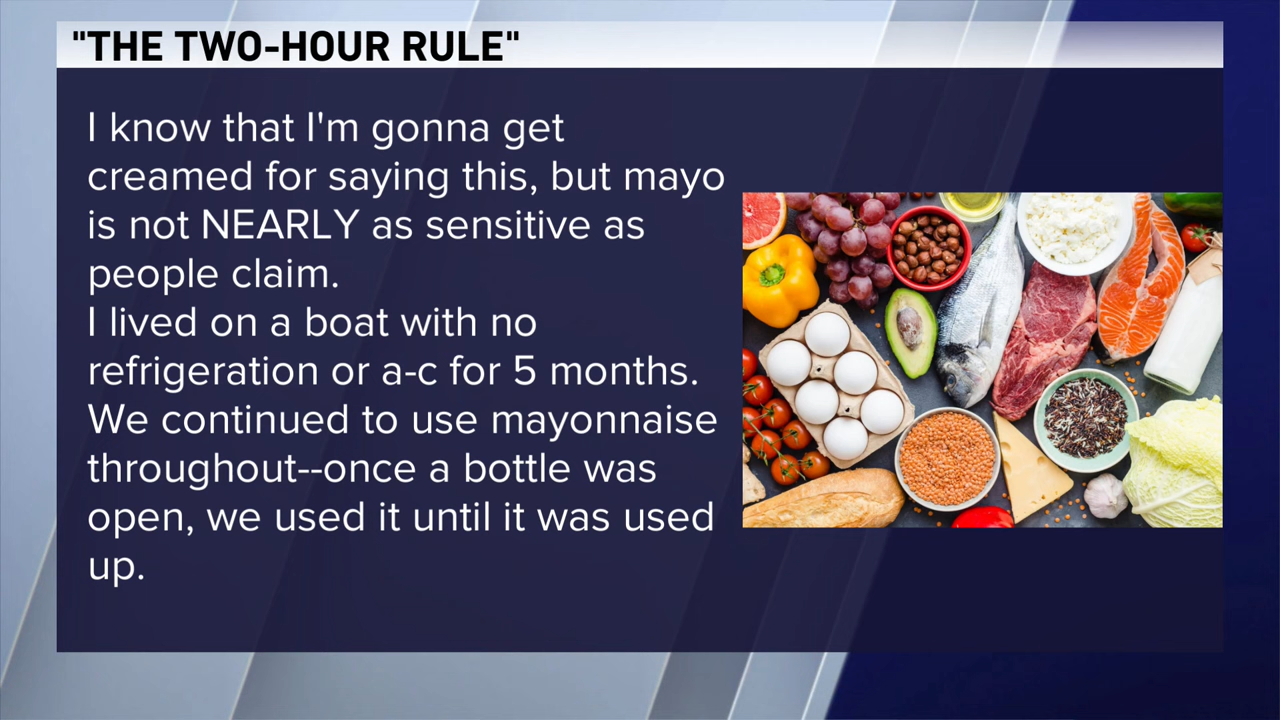 "THE TWO-HOUR RULE"
I know that I'm gonna get
creamed for saying this, but mayo
is not NEARLY as sensitive as
people claim.
I lived on a boat with no
refrigeration or a-c for 5 months.
We continued to use mayonnaise
throughout--once a bottle was
open, we used it until it was used
up.